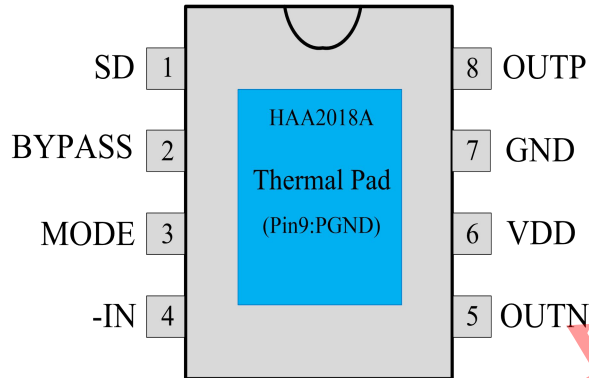 SD 1
BYPASS 2
MODE 3
-IN 4
HAA2018A
Thermal Pad
(Pin9:PGND)
8 OUTP
7 GND
6 VDD
5 OUTN